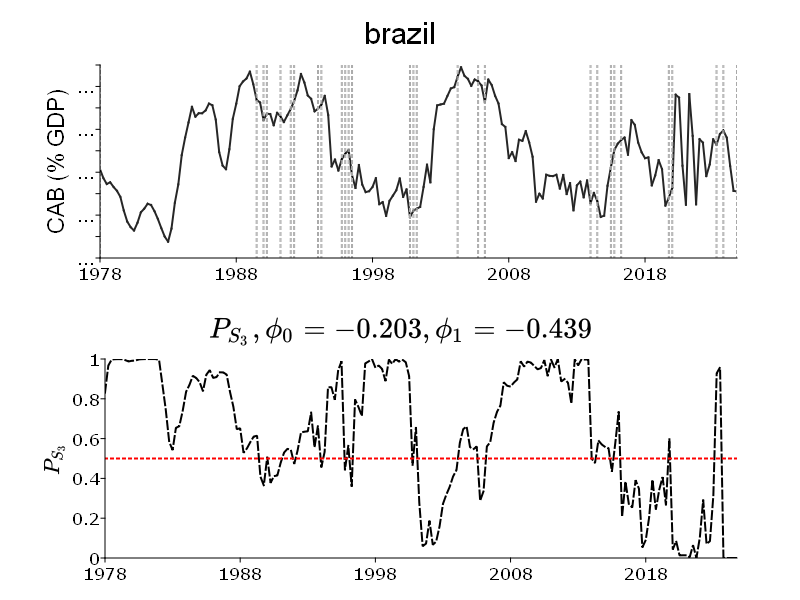 brazil
CAB (% GDP)
...
...
...
...
...
1978 1988 1998 2008 2018
P_{S_3}, ϕ_0 = −0.203, ϕ_1 = −0.439
P_{S_3}
1
0.8
0.6
0.4
0.2
0
1978 1988 1998 2008 2018